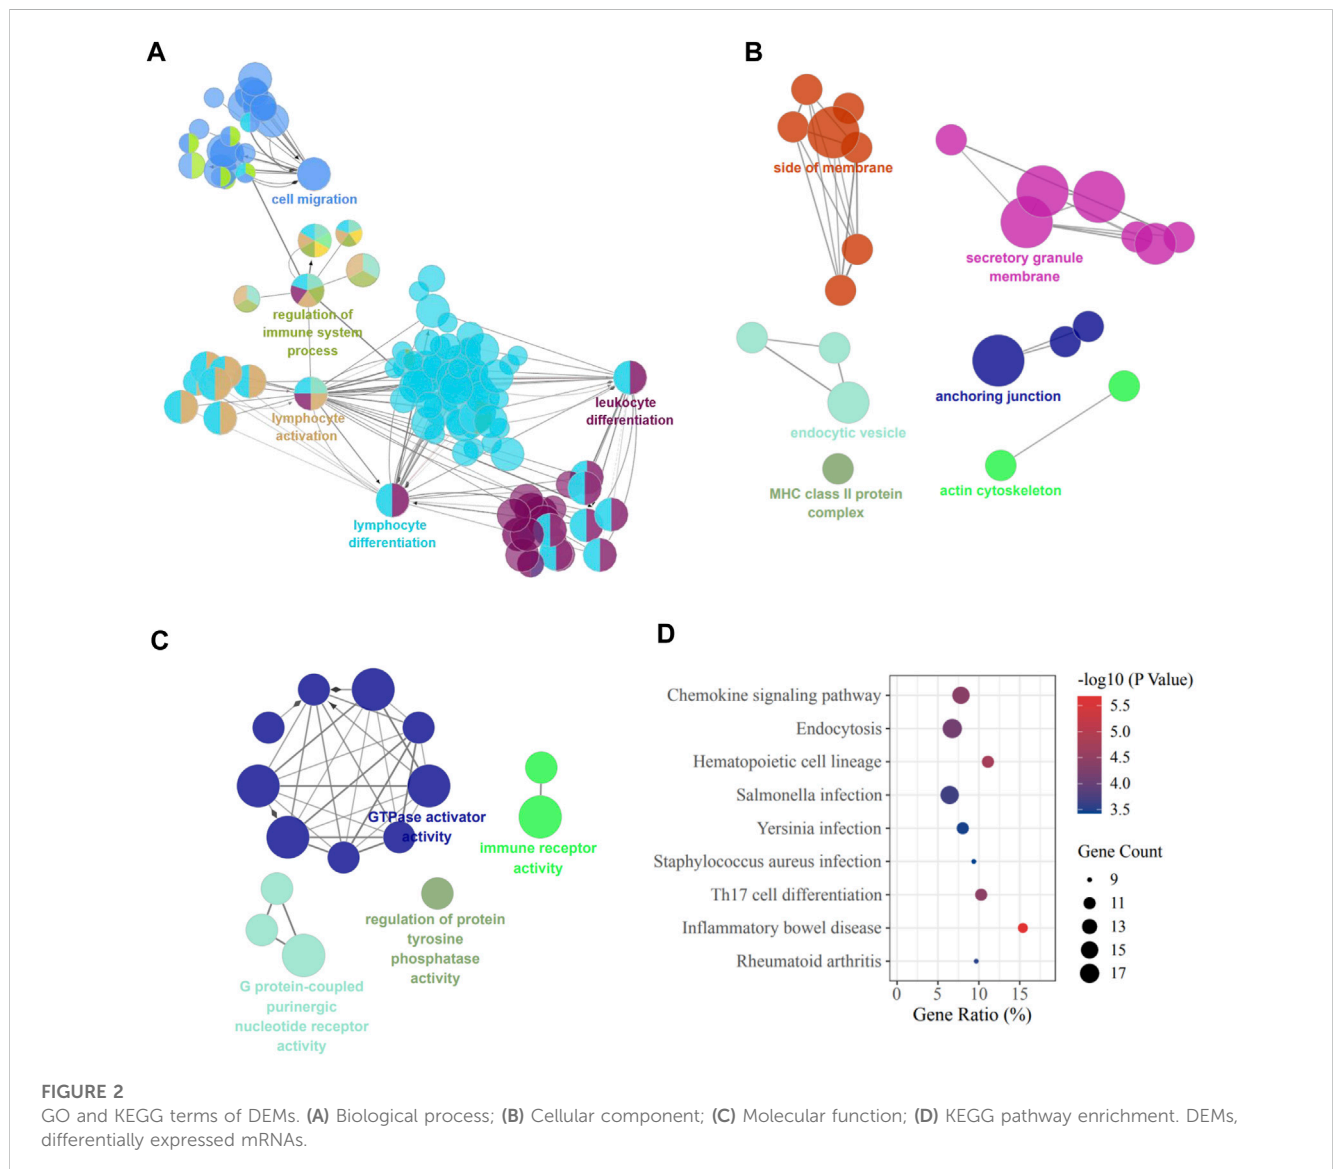 A
cell migration
regulation of
immune system
process
lymphocyte
activation
leukocyte
differentiation
lymphocyte
differentiation
B
side of membrane
secretory granule
membrane
endocytic vesicle
anchoring junction
MHC class II protein
complex
actin cytoskeleton
C
GTPase activator
activity
immune receptor
activity
regulation of protein
tyrosine
phosphatase
activity
G protein-coupled
purinergic
nucleotide receptor
activity
D
Chemokine signaling pathway
Endocytosis
Hematopoietic cell lineage
Salmonella infection
Yersinia infection
Staphylococcus aureus infection
Th17 cell differentiation
Inflammatory bowel disease
Rheumatoid arthritis
0 5 10 15
Gene Ratio (%)
-log10 (P Value)
5.5
5.0
4.5
4.0
3.5
Gene Count
9
11
13
15
17
FIGURE 2
GO and KEGG terms of DEMs. (A) Biological process; (B) Cellular component; (C) Molecular function; (D) KEGG pathway enrichment. DEMs,
differentially expressed mRNAs.